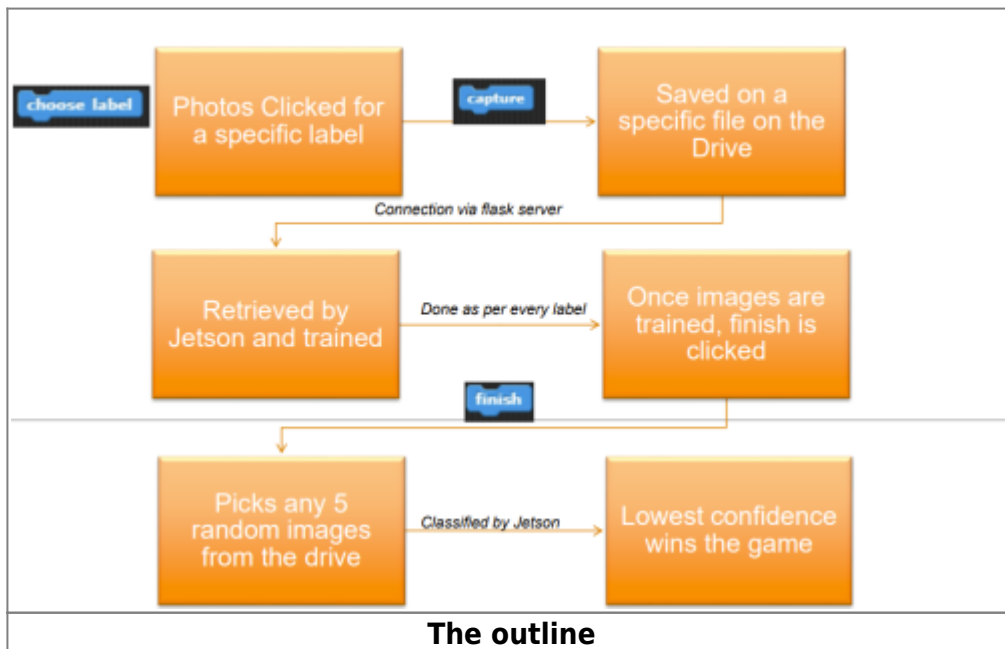 choose label
Photos Clicked for
a specific label
capture
Saved on a
specific file on the
Drive
Connection via flask server
Retrieved by
Jetson and trained
Done as per every label
Once images are
trained, finish is
clicked
finish
Picks any 5
random images
from the drive
Classified by Jetson
Lowest confidence
wins the game
The outline